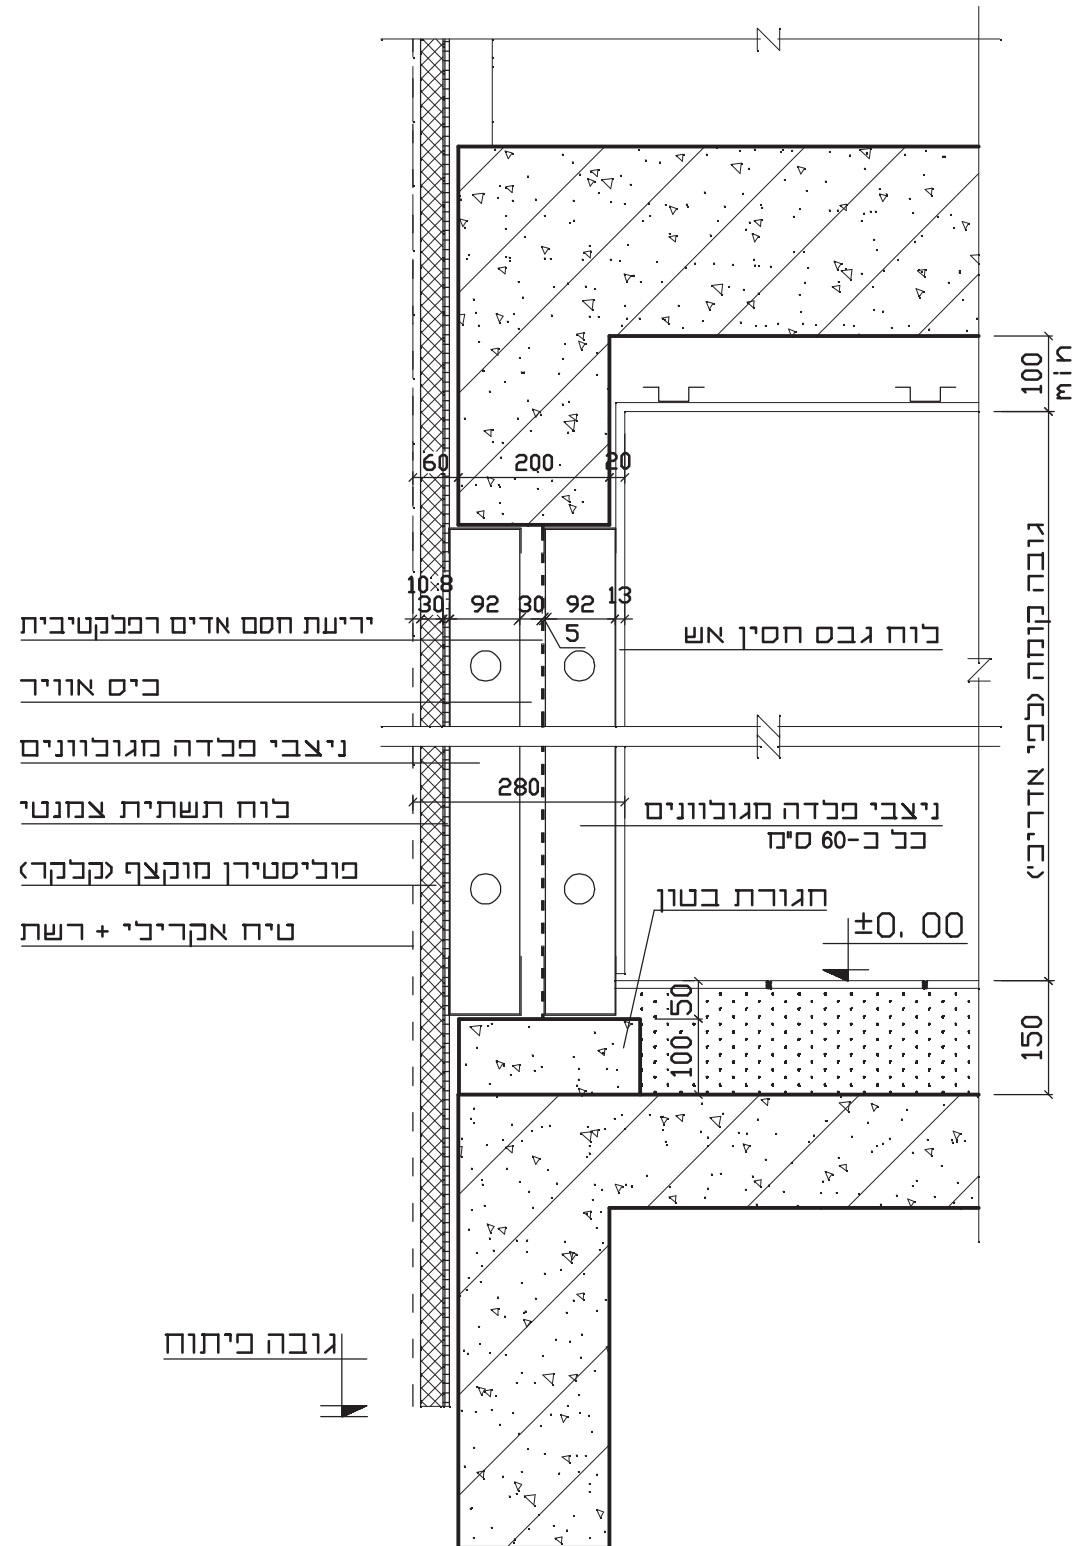 100
min
60
200
20
10
8
30
92
30
92
13
5
יריעת חסם אדים רפלקטיבית
לוח גבס חסין אש
כיס אוויר
גובה קומה (לפי אדריכ')
ניצבי פלדה מגולוונים
280
לוח תשתית צמנטי
ניצבי פלדה מגולוונים
כל כ-60 ס"מ
פוליסטירן מוקצף (קלקר)
חגורת בטון
טיח אקרילי + רשת
±0.00
50
100
150
גובה פיתוח